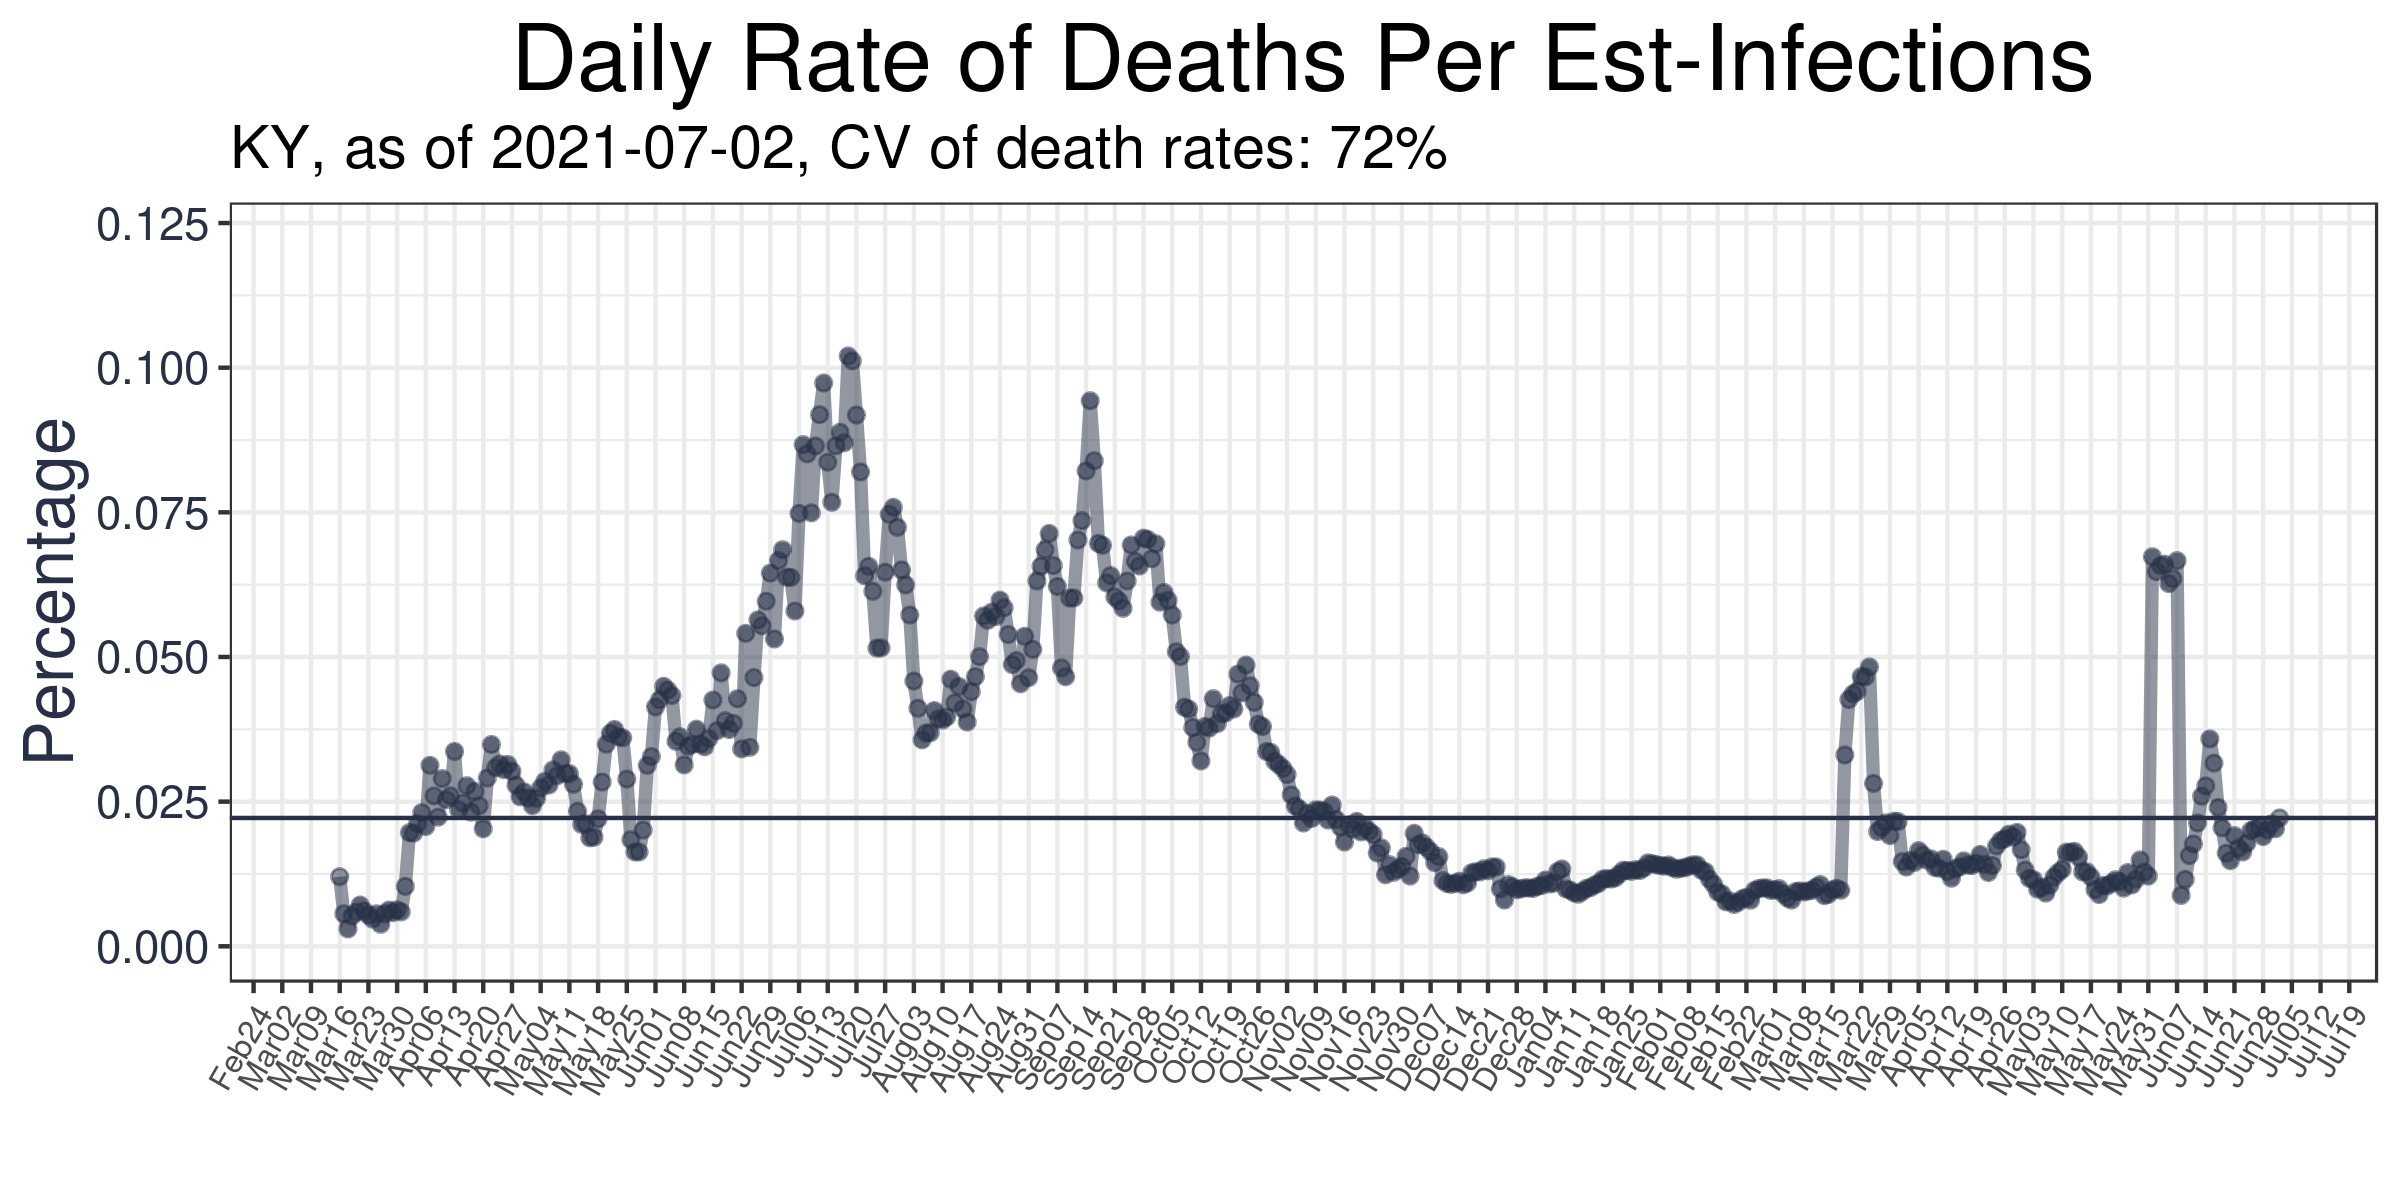 Daily Rate of Deaths Per Est-Infections
KY, as of 2021-07-02, CV of death rates: 72%
Percentage
0.125
0.100
0.075
0.050
0.025
0.000
Feb24
Mar02
Mar09
Mar16
Mar23
Mar30
Apr06
Apr13
Apr20
Apr27
May04
May11
May18
May25
Jun01
Jun08
Jun15
Jun22
Jun29
Jul06
Jul13
Jul20
Jul27
Aug03
Aug10
Aug17
Aug24
Aug31
Sep07
Sep14
Sep21
Sep28
Oct05
Oct12
Oct19
Oct26
Nov02
Nov09
Nov16
Nov23
Nov30
Dec07
Dec14
Dec21
Dec28
Jan04
Jan11
Jan18
Jan25
Feb01
Feb08
Feb15
Feb22
Mar01
Mar08
Mar15
Mar22
Mar29
Apr05
Apr12
Apr19
Apr26
May03
May10
May17
May24
May31
Jun07
Jun14
Jun21
Jun28
Jul05
Jul12
Jul19